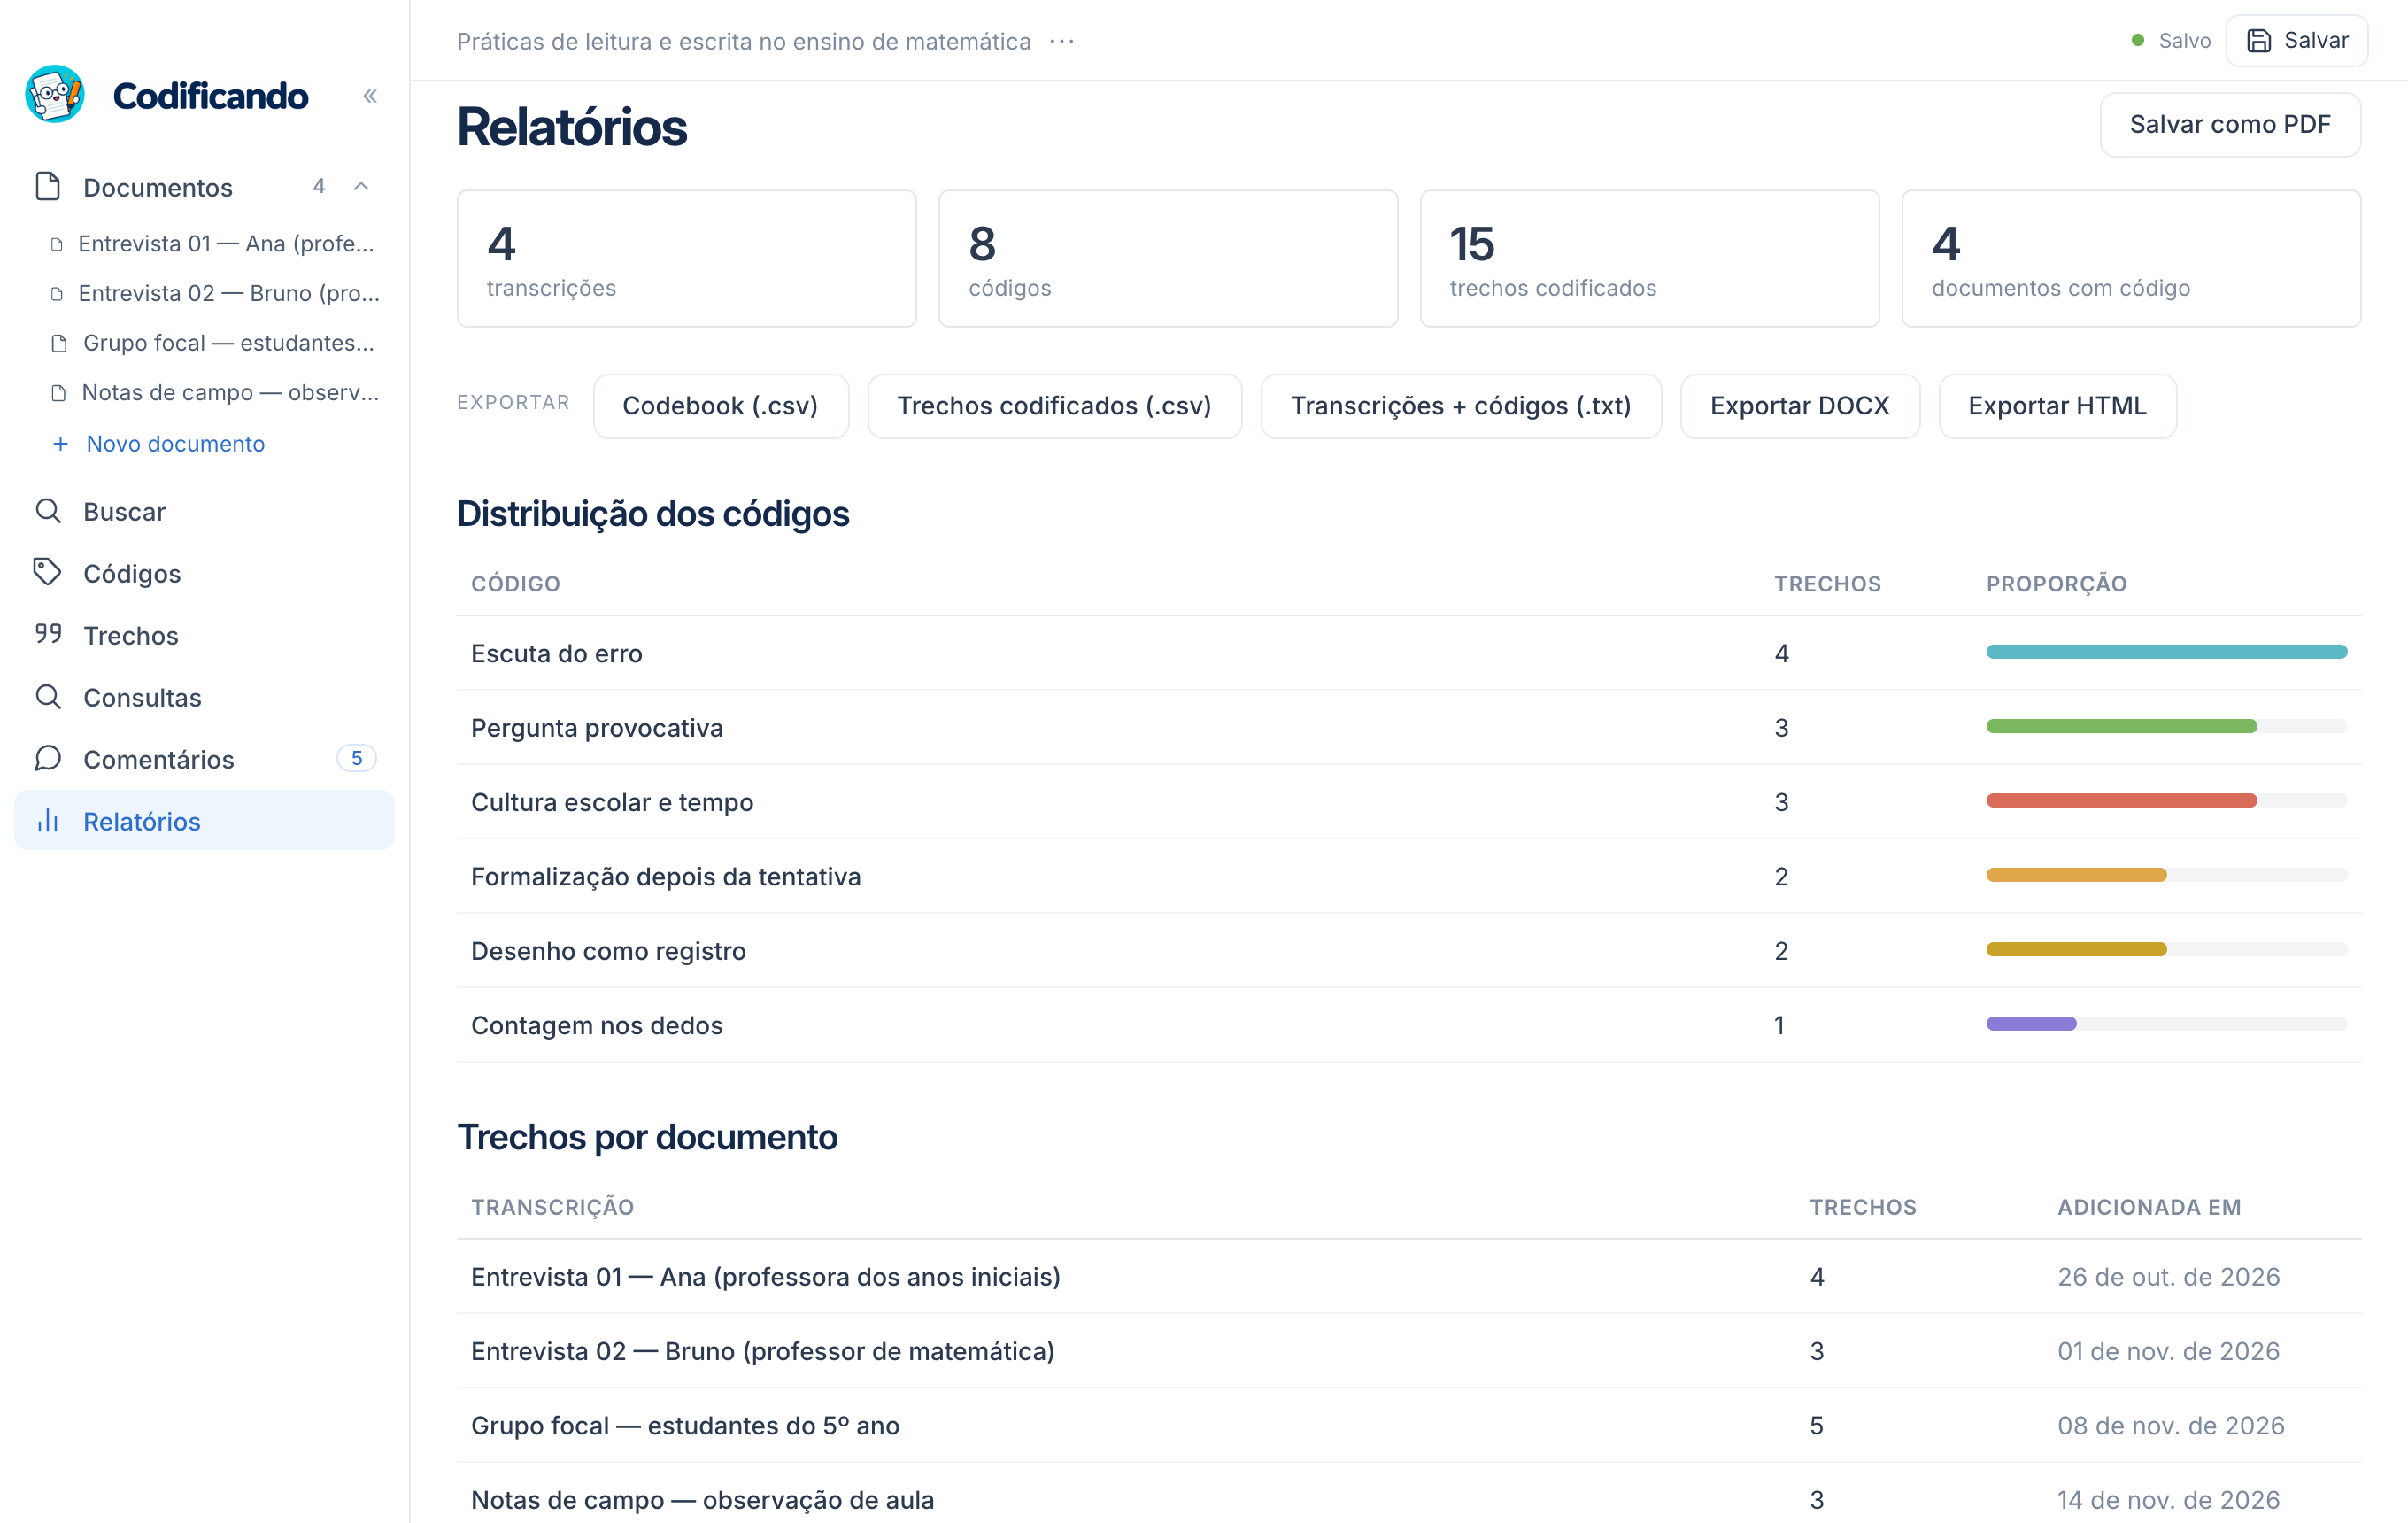 Codificando
«
Documentos 4
Entrevista 01 — Ana (profe...
Entrevista 02 — Bruno (pro...
Grupo focal — estudantes...
Notas de campo — observ...
+ Novo documento
Buscar
Códigos
Trechos
Consultas
Comentários 5
Relatórios
Práticas de leitura e escrita no ensino de matemática ···
Salvo
Salvar
Relatórios
Salvar como PDF
4
transcrições
8
códigos
15
trechos codificados
4
documentos com código
EXPORTAR
Codebook (.csv)
Trechos codificados (.csv)
Transcrições + códigos (.txt)
Exportar DOCX
Exportar HTML
Distribuição dos códigos
CÓDIGO TRECHOS PROPORÇÃO
Escuta do erro 4
Pergunta provocativa 3
Cultura escolar e tempo 3
Formalização depois da tentativa 2
Desenho como registro 2
Contagem nos dedos 1
Trechos por documento
TRANSCRIÇÃO TRECHOS ADICIONADA EM
Entrevista 01 — Ana (professora dos anos iniciais) 4 26 de out. de 2026
Entrevista 02 — Bruno (professor de matemática) 3 01 de nov. de 2026
Grupo focal — estudantes do 5º ano 5 08 de nov. de 2026
Notas de campo — observação de aula 3 14 de nov. de 2026